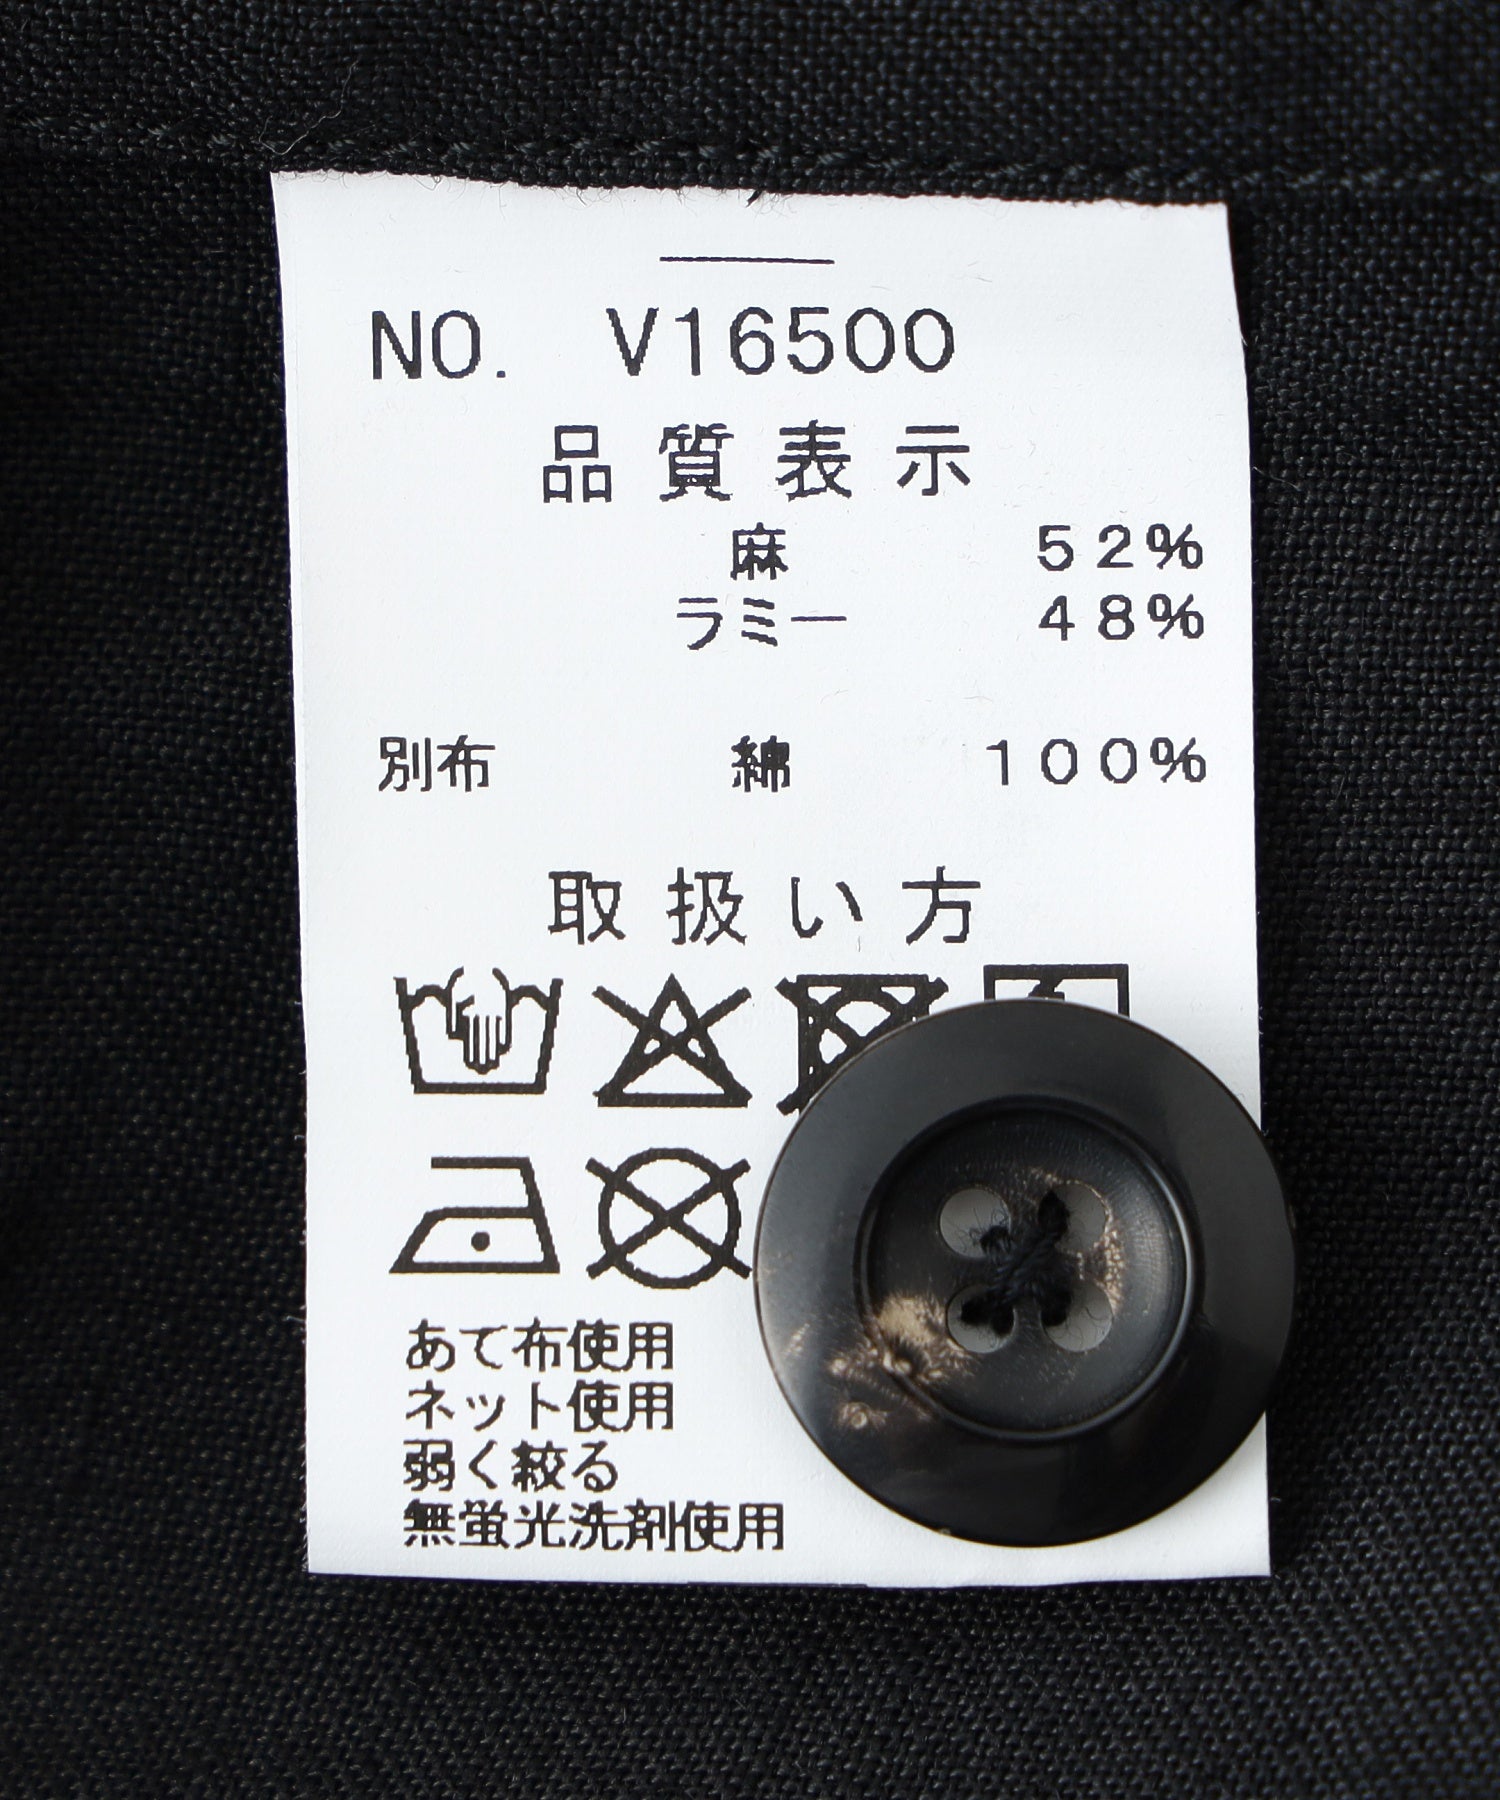 NO. V16500
品質表示
麻 52%
ラミー 48%
別布 綿 100%
取扱い方
あて布使用
ネット使用
弱く絞る
無蛍光洗剤使用